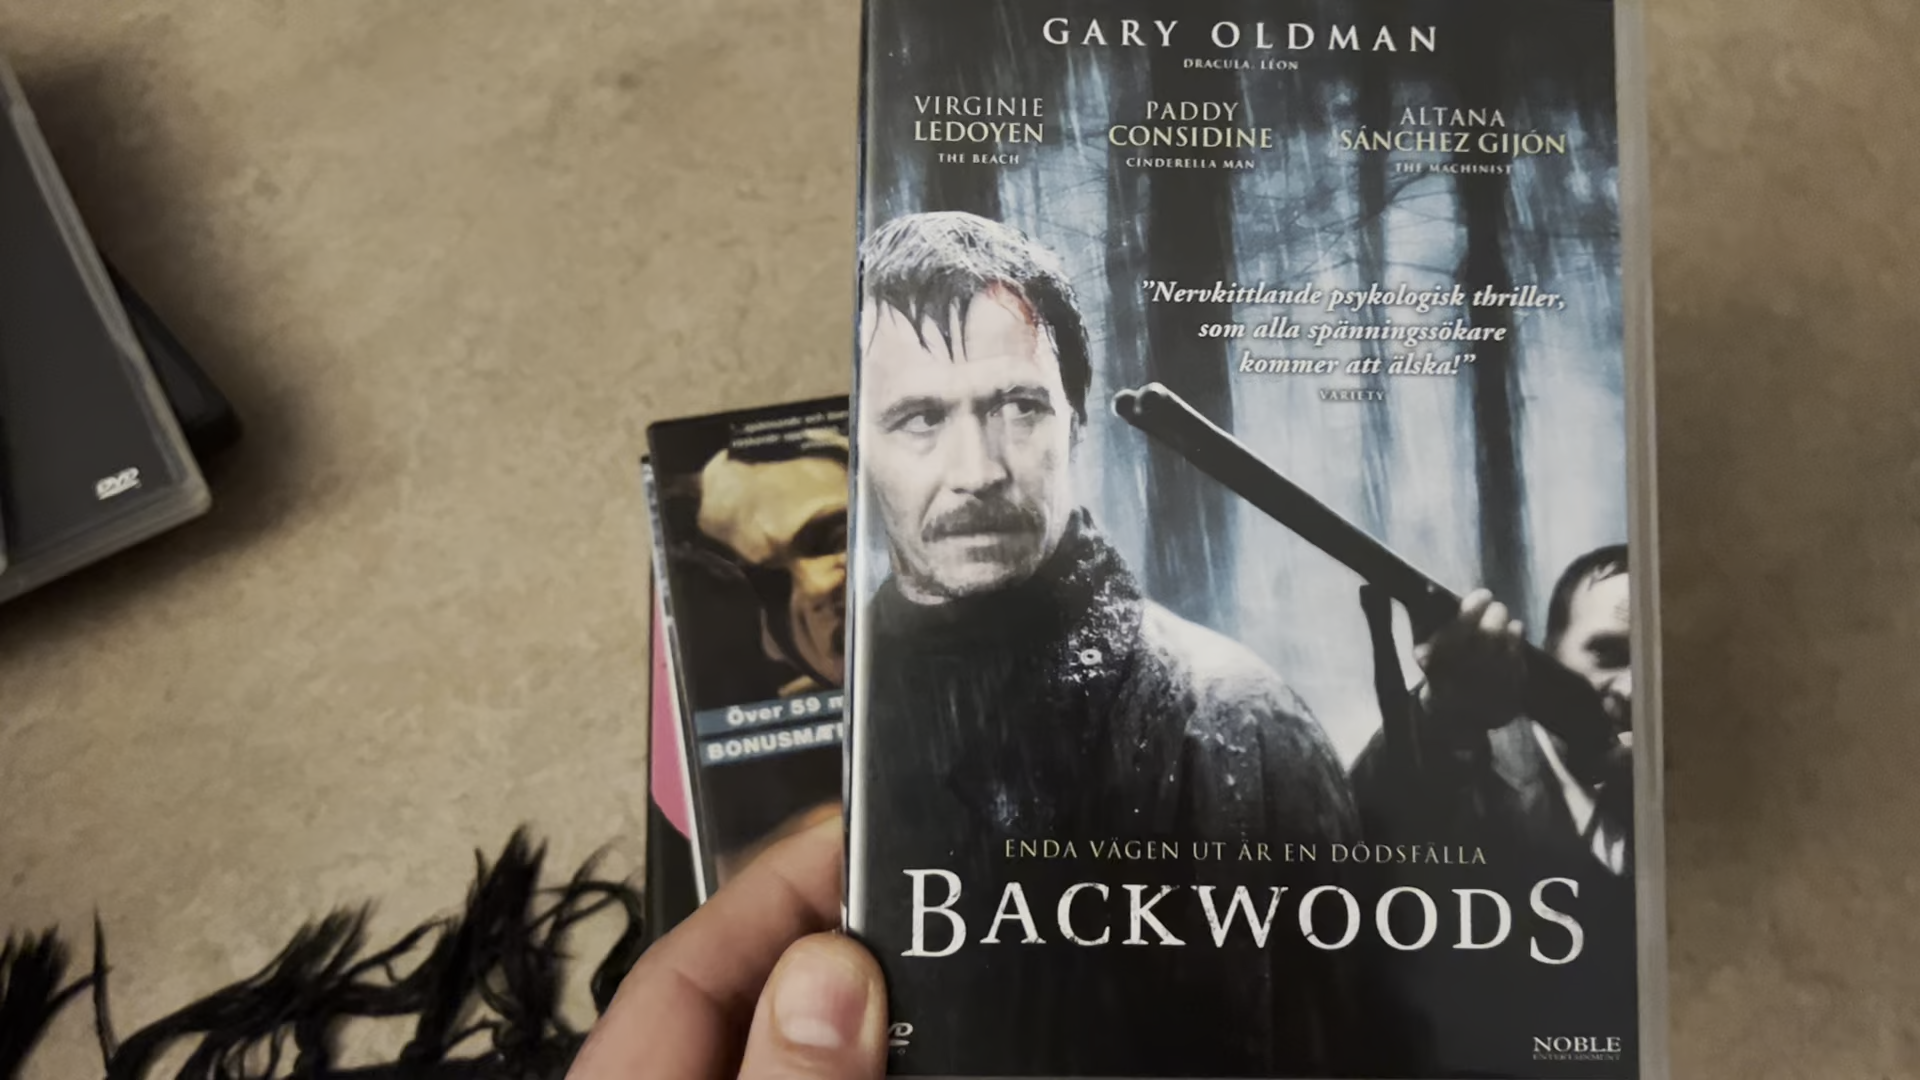 GARY OLDMAN
DRACULA, LÉON
VIRGINIE
LEDOYEN
THE BEACH
PADDY
CONSIDINE
CINDERELLA MAN
ALTANA
SÁNCHEZ GIJÓN
THE MACHINIST
"Nervkittlande psykologisk thriller,
som alla spänningssökare
kommer att älska!"
VARIETY
ENDA VÄGEN UT ÄR EN DÖDSFÄLLA
BACKWOODS
NOBLE
ENTERTAINMENT
DVD
Över 59